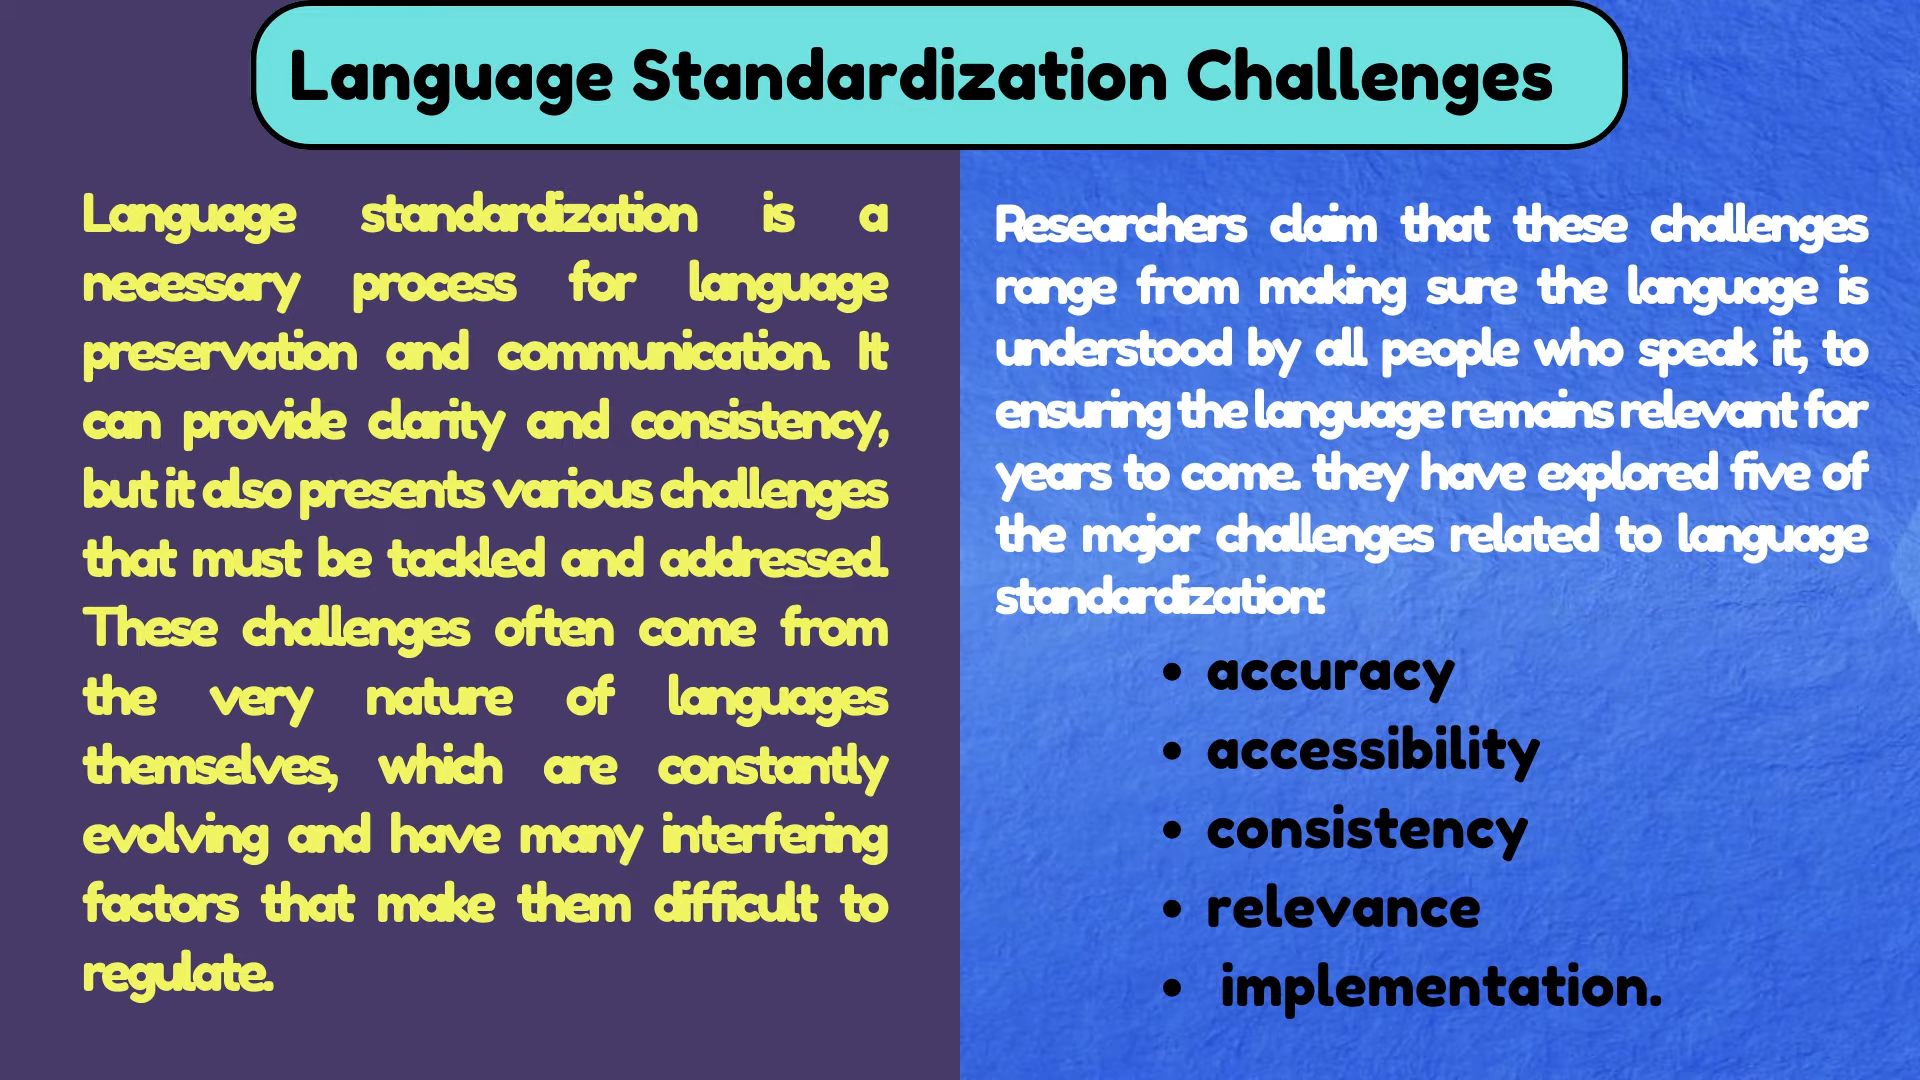 Language Standardization Challenges
Language standardization is a
necessary process for language
preservation and communication. It
can provide clarity and consistency,
but it also presents various challenges
that must be tackled and addressed.
These challenges often come from
the very nature of languages
themselves, which are constantly
evolving and have many interfering
factors that make them difficult to
regulate.
Researchers claim that these challenges
range from making sure the language is
understood by all people who speak it, to
ensuring the language remains relevant for
years to come. they have explored five of
the major challenges related to language
standardization:
• accuracy
• accessibility
• consistency
• relevance
• implementation.